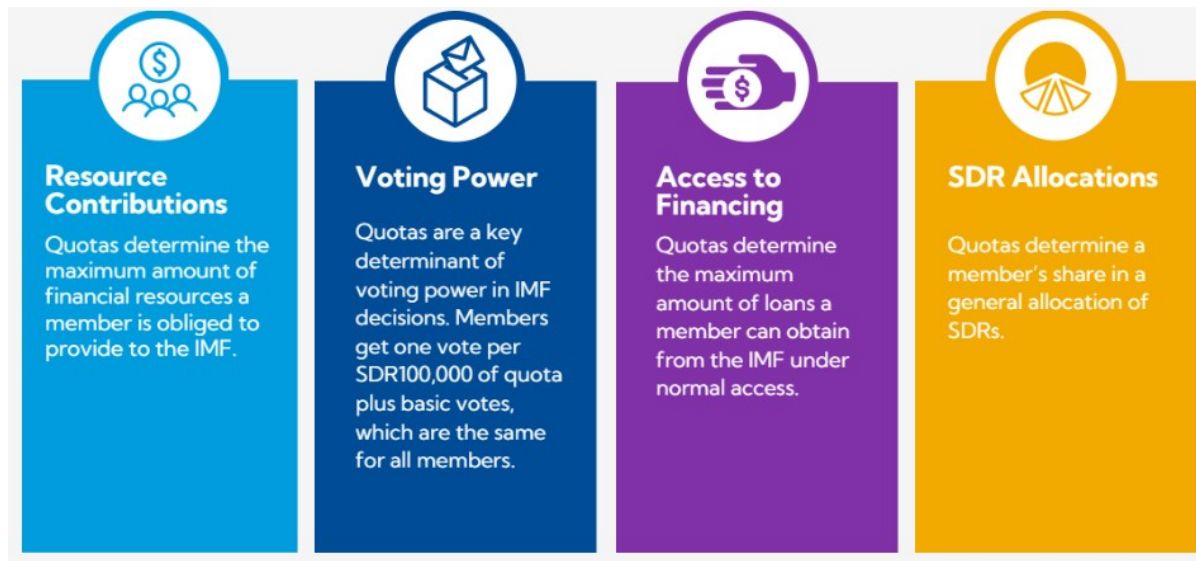 Resource
Contributions
Quotas determine the
maximum amount of
financial resources a
member is obliged to
provide to the IMF.
Voting Power
Quotas are a key
determinant of
voting power in IMF
decisions. Members
get one vote per
SDR100,000 of quota
plus basic votes,
which are the same
for all members.
Access to
Financing
Quotas determine
the maximum
amount of loans a
member can obtain
from the IMF under
normal access.
SDR Allocations
Quotas determine a
member's share in a
general allocation of
SDRs.